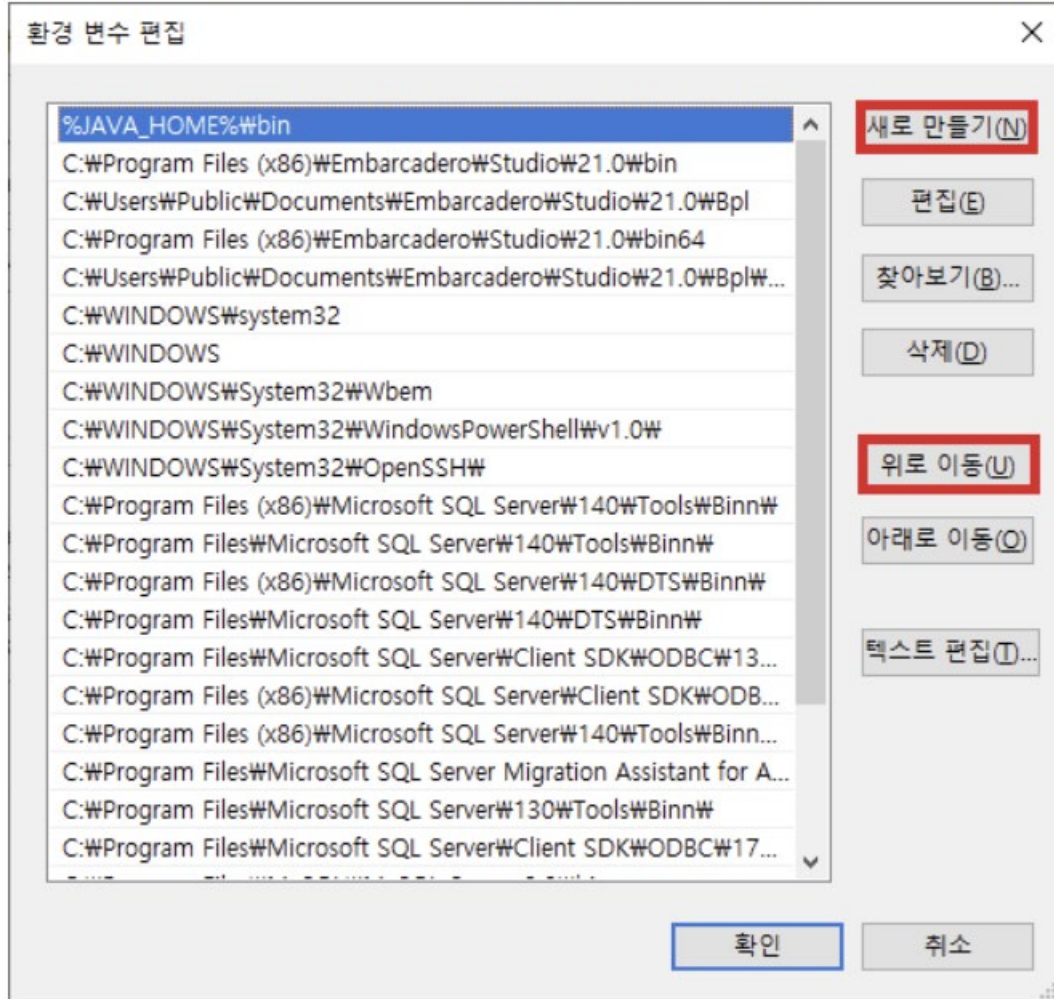 환경 변수 편집
%JAVA_HOME%₩bin
새로 만들기(N)
C:₩Program Files (x86)₩Embarcadero₩Studio₩21.0₩bin
C:₩Users₩Public₩Documents₩Embarcadero₩Studio₩21.0₩Bpl
편집(E)
C:₩Program Files (x86)₩Embarcadero₩Studio₩21.0₩bin64
C:₩Users₩Public₩Documents₩Embarcadero₩Studio₩21.0₩Bpl₩...
찾아보기(B)...
C:₩WINDOWS₩system32
C:₩WINDOWS
삭제(D)
C:₩WINDOWS₩System32₩Wbem
C:₩WINDOWS₩System32₩WindowsPowerShell₩v1.0₩
C:₩WINDOWS₩System32₩OpenSSH₩
위로 이동(U)
C:₩Program Files (x86)₩Microsoft SQL Server₩140₩Tools₩Binn₩
C:₩Program Files₩Microsoft SQL Server₩140₩Tools₩Binn₩
아래로 이동(O)
C:₩Program Files (x86)₩Microsoft SQL Server₩140₩DTS₩Binn₩
C:₩Program Files₩Microsoft SQL Server₩140₩DTS₩Binn₩
C:₩Program Files₩Microsoft SQL Server₩Client SDK₩ODBC₩13...
텍스트 편집(T)...
C:₩Program Files (x86)₩Microsoft SQL Server₩Client SDK₩ODB...
C:₩Program Files (x86)₩Microsoft SQL Server₩140₩Tools₩Binn...
C:₩Program Files₩Microsoft SQL Server Migration Assistant for A...
C:₩Program Files₩Microsoft SQL Server₩130₩Tools₩Binn₩
C:₩Program Files₩Microsoft SQL Server₩Client SDK₩ODBC₩17...
확인
취소